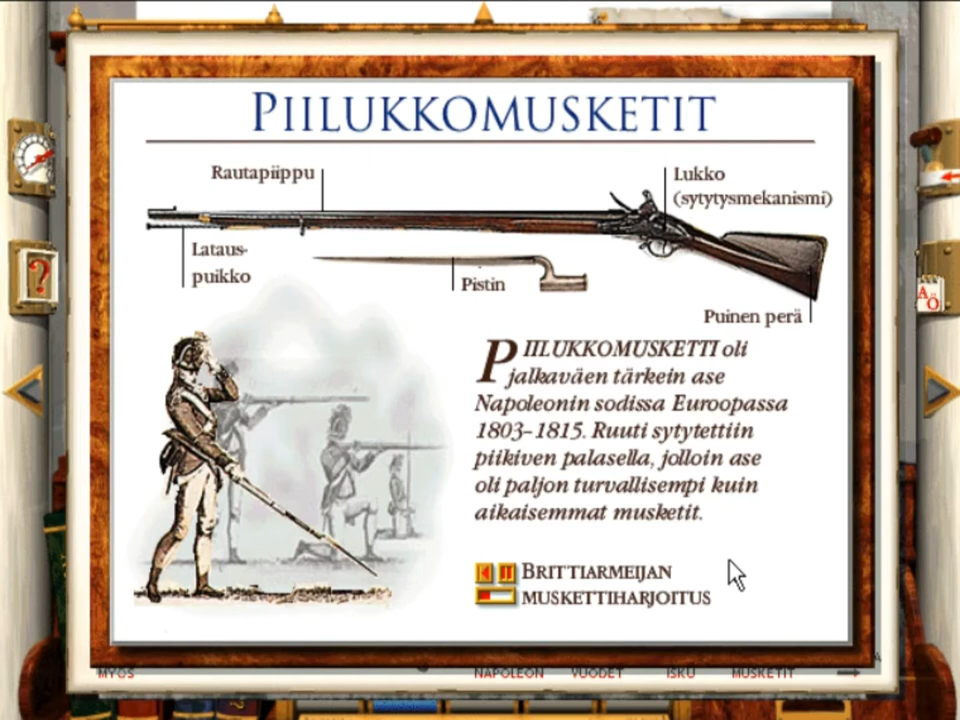 PIILUKKOMUSKETIT
Rautapiippu
Lukko
(sytytysmekanismi)
Lataus-
puikko
Pistin
Puinen perä
PIILUKKOMUSKETTI oli
jalkaväen tärkein ase
Napoleonin sodissa Euroopassa
1803–1815. Ruuti sytytettiin
piikiven palasella, jolloin ase
oli paljon turvallisempi kuin
aikaisemmat musketit.
BRITTIARMEIJAN
MUSKETTIHARJOITUS
MYÖS
NAPOLEON VUODET ISKU MUSKETIT
?
AÖ